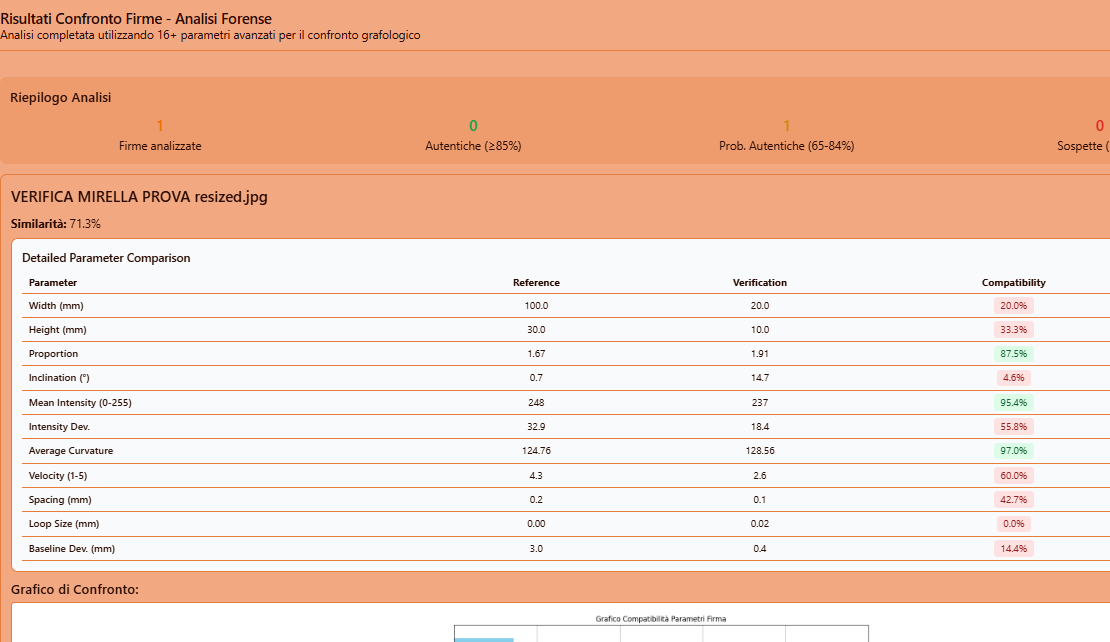 Risultati Confronto Firme - Analisi Forense
Analisi completata utilizzando 16+ parametri avanzati per il confronto grafologico
Riepilogo Analisi
1 0 1 0
Firme analizzate Autentiche (≥85%) Prob. Autentiche (65-84%) Sospette (
VERIFICA MIRELLA PROVA resized.jpg
Similarità: 71.3%
Detailed Parameter Comparison
Parameter Reference Verification Compatibility
Width (mm) 100.0 20.0 20.0%
Height (mm) 30.0 10.0 33.3%
Proportion 1.67 1.91 87.5%
Inclination (°) 0.7 14.7 4.6%
Mean Intensity (0-255) 248 237 95.4%
Intensity Dev. 32.9 18.4 55.8%
Average Curvature 124.76 128.56 97.0%
Velocity (1-5) 4.3 2.6 60.0%
Spacing (mm) 0.2 0.1 42.7%
Loop Size (mm) 0.00 0.02 0.0%
Baseline Dev. (mm) 3.0 0.4 14.4%
Grafico di Confronto:
Grafico Compatibilità Parametri Firma